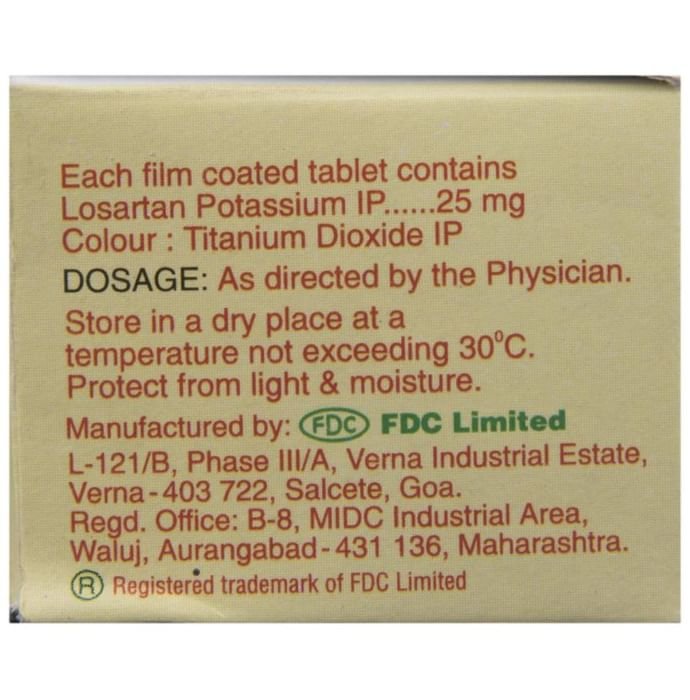 Each film coated tablet contains
Losartan Potassium IP......25 mg
Colour : Titanium Dioxide IP
DOSAGE: As directed by the Physician.
Store in a dry place at a
temperature not exceeding 30⁰C.
Protect from light & moisture.
Manufactured by: FDC FDC Limited
L-121/B, Phase III/A, Verna Industrial Estate,
Verna-403 722, Salcete, Goa.
Regd. Office: B-8, MIDC Industrial Area,
Waluj, Aurangabad-431 136, Maharashtra.
® Registered trademark of FDC Limited